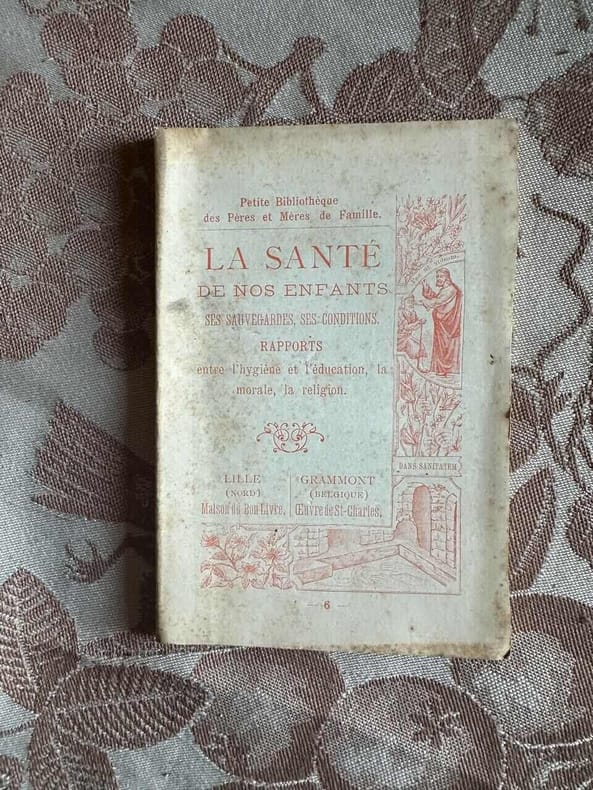 Petite Bibliothèque
des Pères et Mères de Famille.
LA SANTÉ
DE NOS ENFANTS
SES SAUVEGARDES, SES CONDITIONS.
RAPPORTS
entre l'hygiène et l'éducation, la
morale, la religion.
LILLE
(NORD)
Maison du Bon Livre,
GRAMMONT
(BELGIQUE)
Œuvre de St-Charles,
DANS SANITATEM
— 6 —